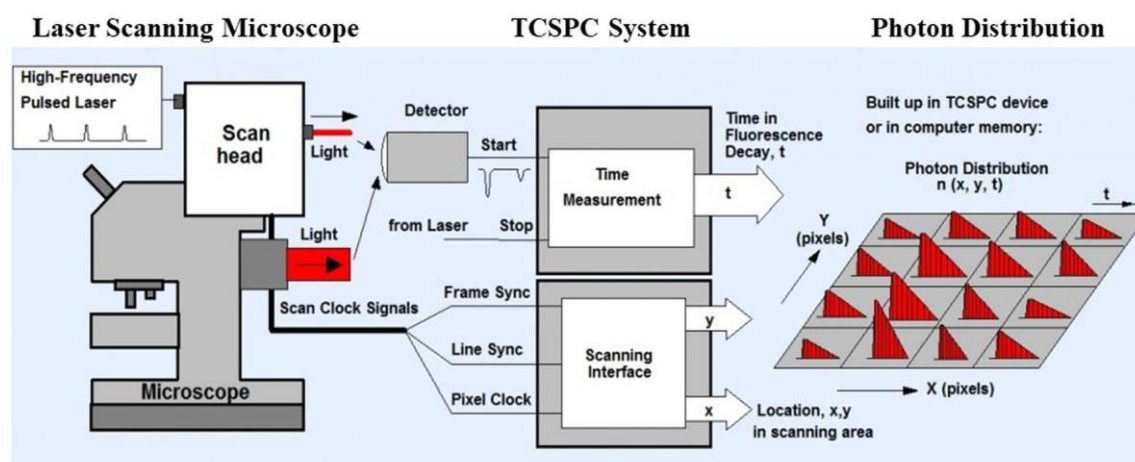 Laser Scanning Microscope
TCSPC System
Photon Distribution
High-Frequency
Pulsed Laser
Scan
head
Light
Light
Microscope
Scan Clock Signals
Detector
Start
from Laser
Stop
Time
Measurement
Time in
Fluorescence
Decay, t
t
Frame Sync
Line Sync
Pixel Clock
Scanning
Interface
y
x
Location, x,y
in scanning area
Built up in TCSPC device
or in computer memory:
Photon Distribution
n (x, y, t)
t
Y
(pixels)
X (pixels)